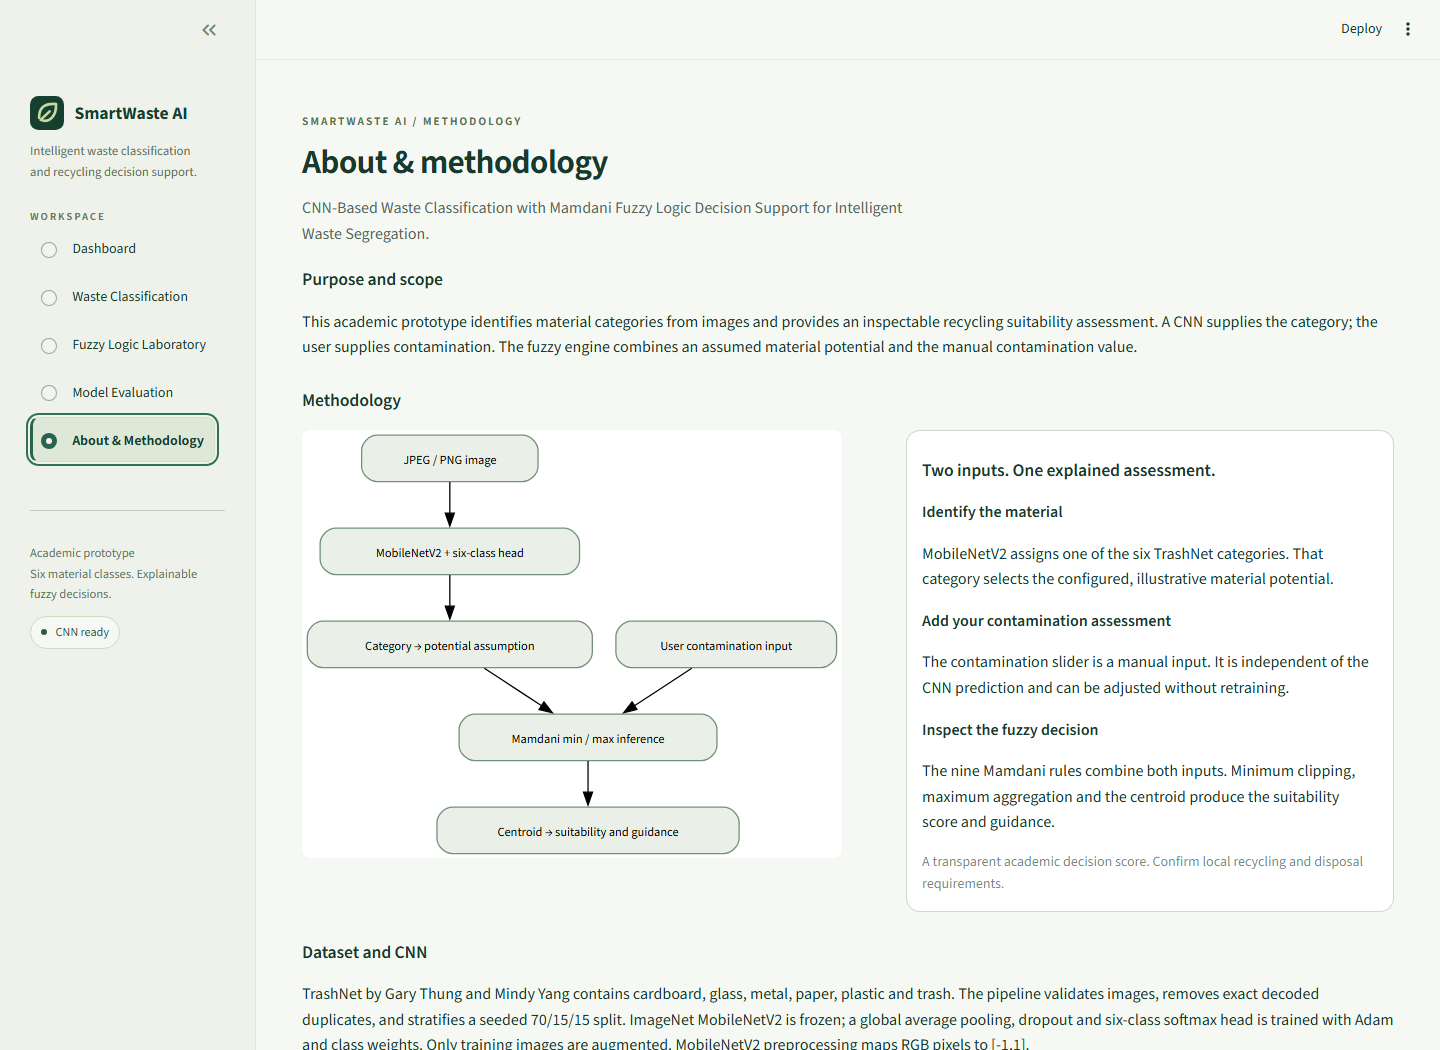 Deploy
SmartWaste AI
Intelligent waste classification
and recycling decision support.
WORKSPACE
Dashboard
Waste Classification
Fuzzy Logic Laboratory
Model Evaluation
About & Methodology
Academic prototype
Six material classes. Explainable
fuzzy decisions.
CNN ready
SMARTWASTE AI / METHODOLOGY
About & methodology
CNN-Based Waste Classification with Mamdani Fuzzy Logic Decision Support for Intelligent
Waste Segregation.
Purpose and scope
This academic prototype identifies material categories from images and provides an inspectable recycling suitability assessment. A CNN supplies the category; the
user supplies contamination. The fuzzy engine combines an assumed material potential and the manual contamination value.
Methodology
JPEG / PNG image
MobileNetV2 + six-class head
Category → potential assumption
User contamination input
Mamdani min / max inference
Centroid → suitability and guidance
Two inputs. One explained assessment.
Identify the material
MobileNetV2 assigns one of the six TrashNet categories. That
category selects the configured, illustrative material potential.
Add your contamination assessment
The contamination slider is a manual input. It is independent of the
CNN prediction and can be adjusted without retraining.
Inspect the fuzzy decision
The nine Mamdani rules combine both inputs. Minimum clipping,
maximum aggregation and the centroid produce the suitability
score and guidance.
A transparent academic decision score. Confirm local recycling and disposal
requirements.
Dataset and CNN
TrashNet by Gary Thung and Mindy Yang contains cardboard, glass, metal, paper, plastic and trash. The pipeline validates images, removes exact decoded
duplicates, and stratifies a seeded 70/15/15 split. ImageNet MobileNetV2 is frozen; a global average pooling, dropout and six-class softmax head is trained with Adam
and class weights. Only training images are augmented. MobileNetV2 preprocessing maps RGB pixels to [-1,1].